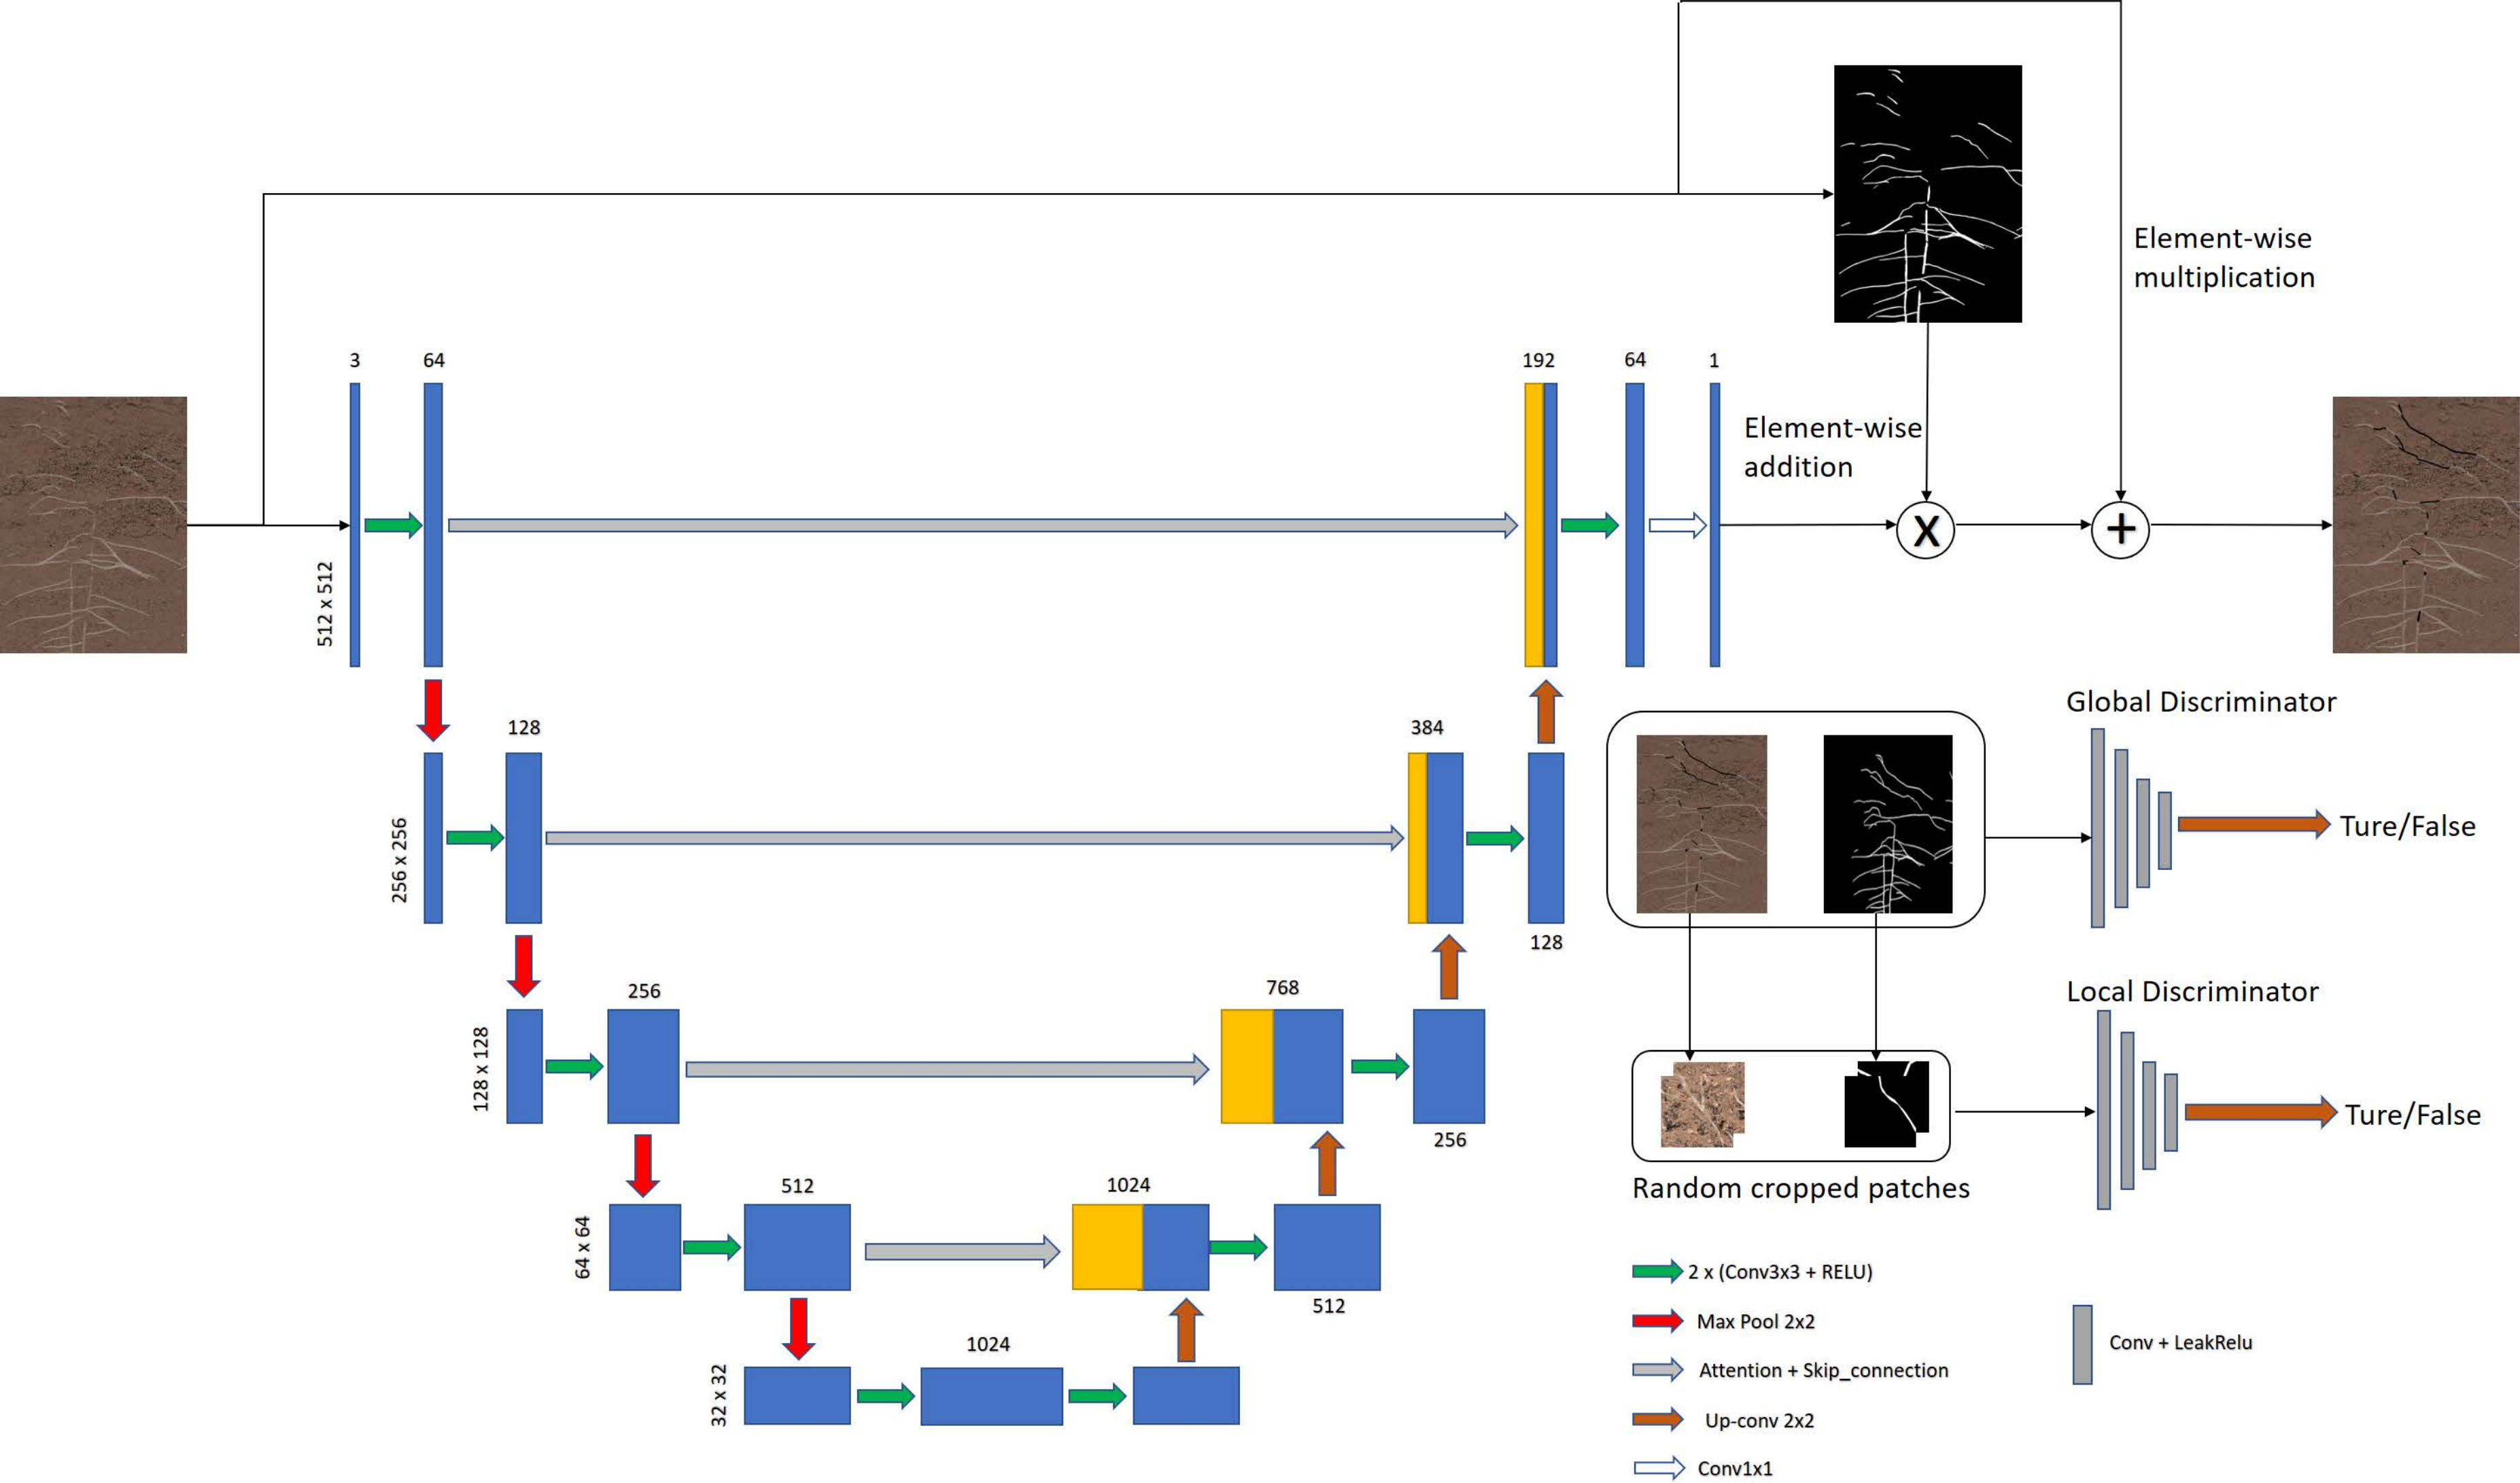 Element-wise
multiplication
3
64
192
64
1
Element-wise
addition
X
+
512 x 512
128
384
256 x 256
128
Global Discriminator
Ture/False
256
768
128 x 128
256
Local Discriminator
Ture/False
Random cropped patches
512
1024
64 x 64
512
1024
32 x 32
2 x (Conv3x3 + RELU)
Max Pool 2x2
Attention + Skip_connection
Up-conv 2x2
Conv1x1
Conv + LeakRelu